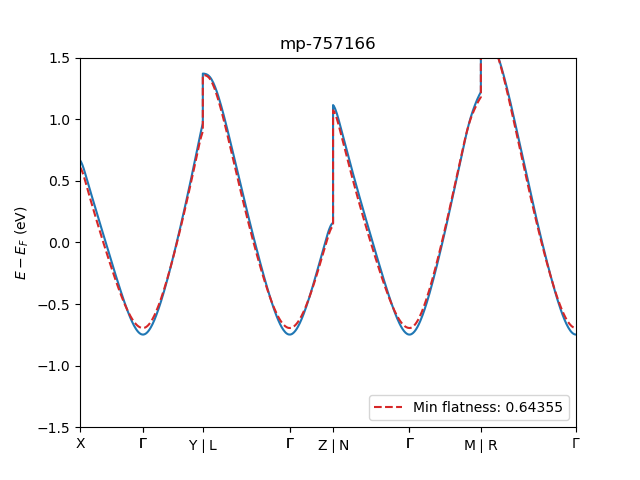 mp-757166
E − E_F (eV)
1.5
1.0
0.5
0.0
−0.5
−1.0
−1.5
Min flatness: 0.64355
X Γ Y | L Γ Z | N Γ M | R Γ